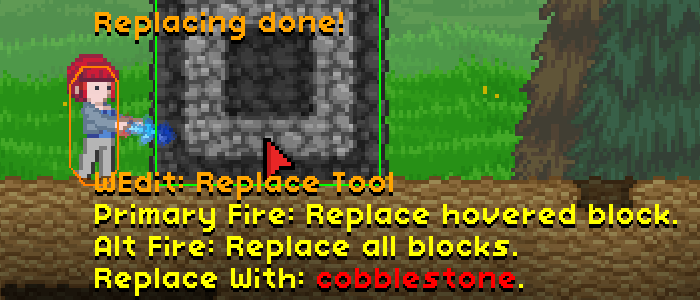 Replacing done!
WEdit: Replace Tool
Primary Fire: Replace hovered block.
Alt Fire: Replace all blocks.
Replace With: cobblestone.